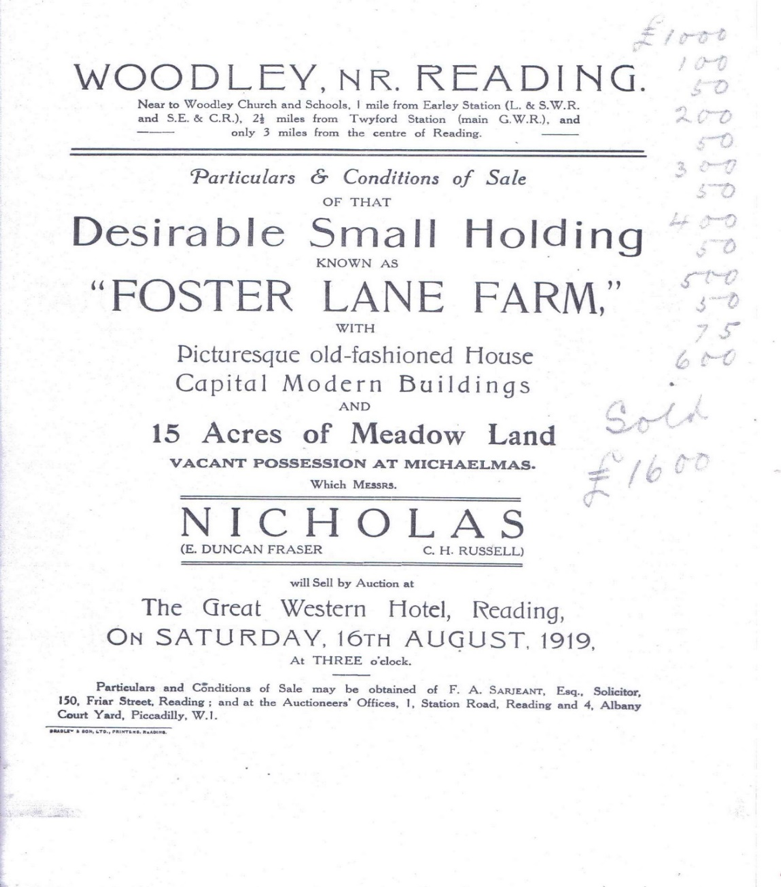 WOODLEY, NR. READING.
Near to Woodley Church and Schools, 1 mile from Earley Station (L. & S.W.R.
and S.E. & C.R.), 2½ miles from Twyford Station (main G.W.R.), and
only 3 miles from the centre of Reading.
Particulars & Conditions of Sale
OF THAT
Desirable Small Holding
KNOWN AS
“FOSTER LANE FARM,”
WITH
Picturesque old-fashioned House
Capital Modern Buildings
AND
15 Acres of Meadow Land
VACANT POSSESSION AT MICHAELMAS.
Which MESSRS.
NICHOLAS
(E. DUNCAN FRASER C. H. RUSSELL)
will Sell by Auction at
The Great Western Hotel, Reading,
ON SATURDAY, 16TH AUGUST, 1919,
At THREE o'clock.
Particulars and Conditions of Sale may be obtained of F. A. SARJEANT, Esq., Solicitor,
150, Friar Street, Reading ; and at the Auctioneers' Offices, 1, Station Road, Reading and 4, Albany
Court Yard, Piccadilly, W.1.
& SON, LTD., PRINTERS, READING.
£1000
100
50
200
50
300
50
400
50
500
50
75
600
Sold
£1600